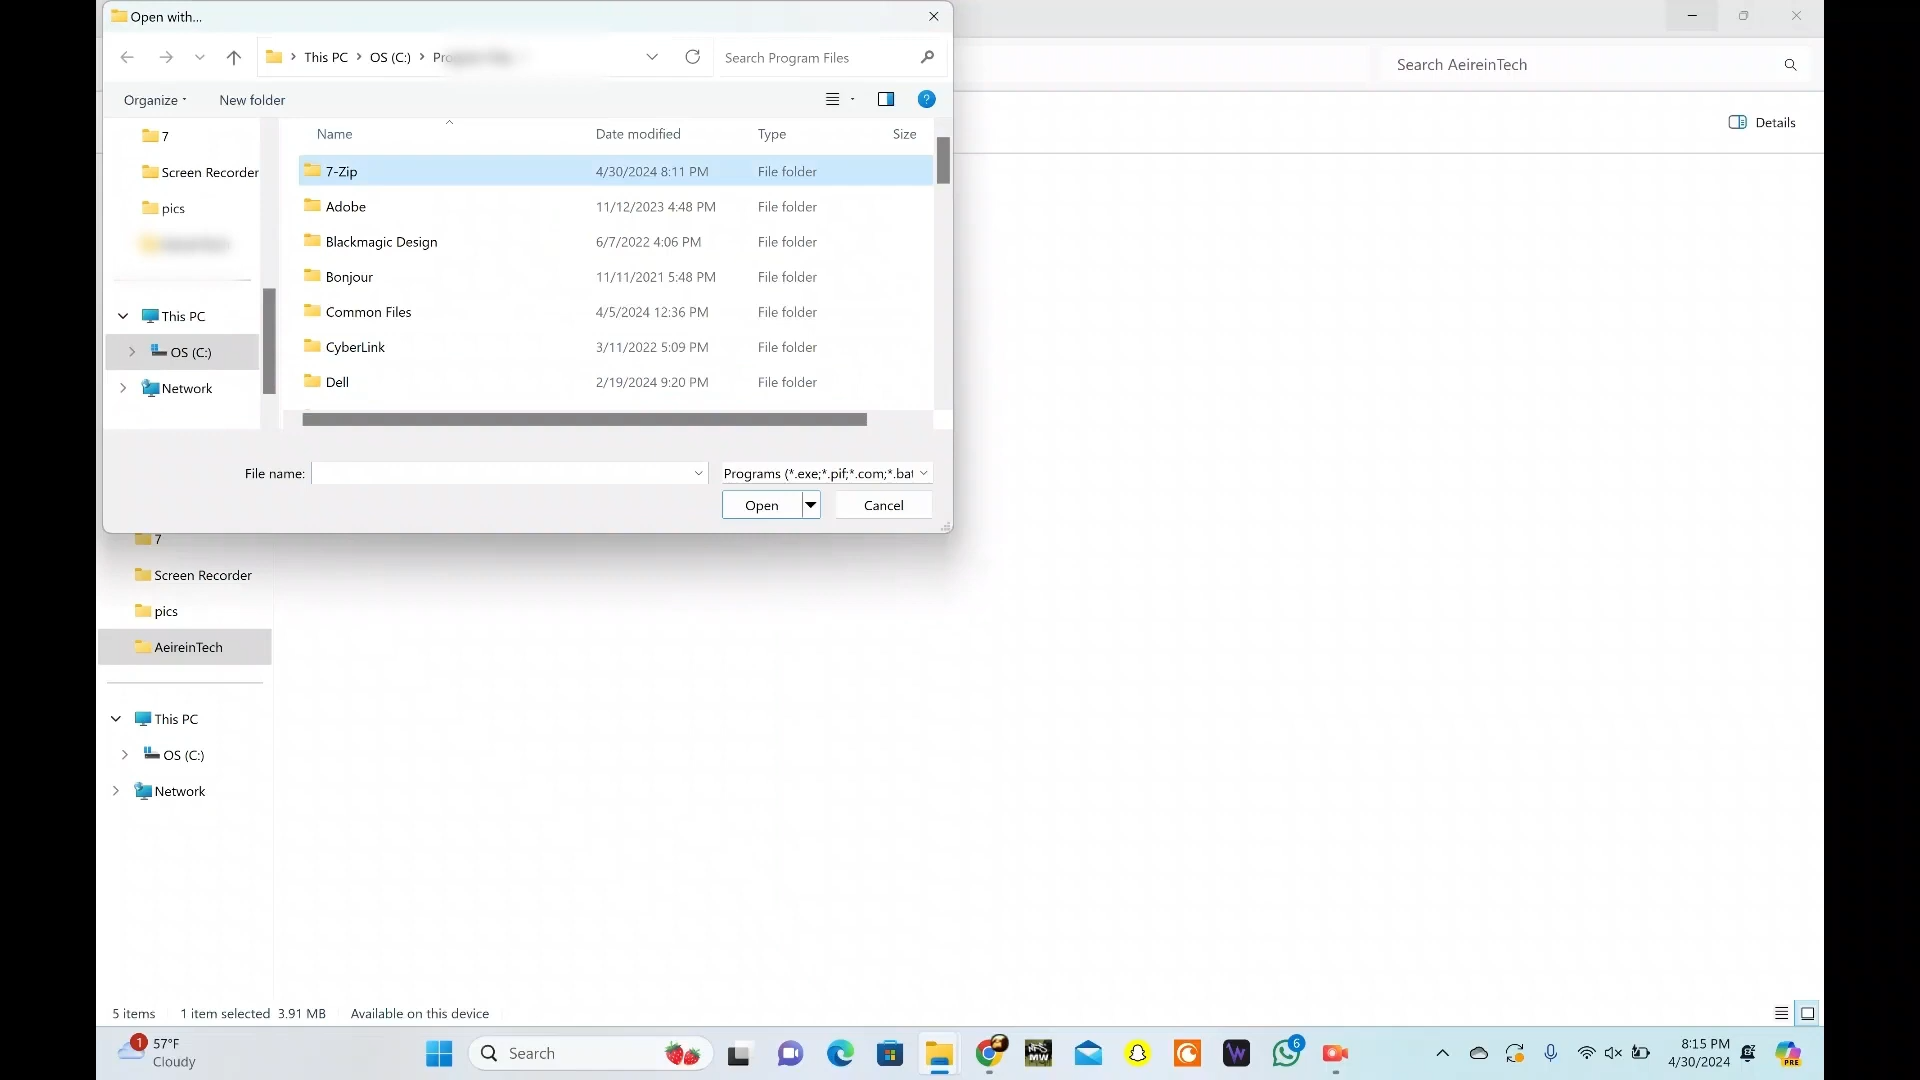 Open with...
This PC > OS (C:) >
Search Program Files
Search AeireinTech
Organize
New folder
Details
7
Screen Recorder
pics
This PC
OS (C:)
Network
Name Date modified Type Size
7-Zip 4/30/2024 8:11 PM File folder
Adobe 11/12/2023 4:48 PM File folder
Blackmagic Design 6/7/2022 4:06 PM File folder
Bonjour 11/11/2021 5:48 PM File folder
Common Files 4/5/2024 12:36 PM File folder
CyberLink 3/11/2022 5:09 PM File folder
Dell 2/19/2024 9:20 PM File folder
File name:
Programs (*.exe;*.pif;*.com;*.bat
Open
Cancel
7
Screen Recorder
pics
AeireinTech
This PC
OS (C:)
Network
5 items 1 item selected 3.91 MB Available on this device
1
57°F
Cloudy
Search
NFS
MW
6
8:15 PM
4/30/2024
PRE